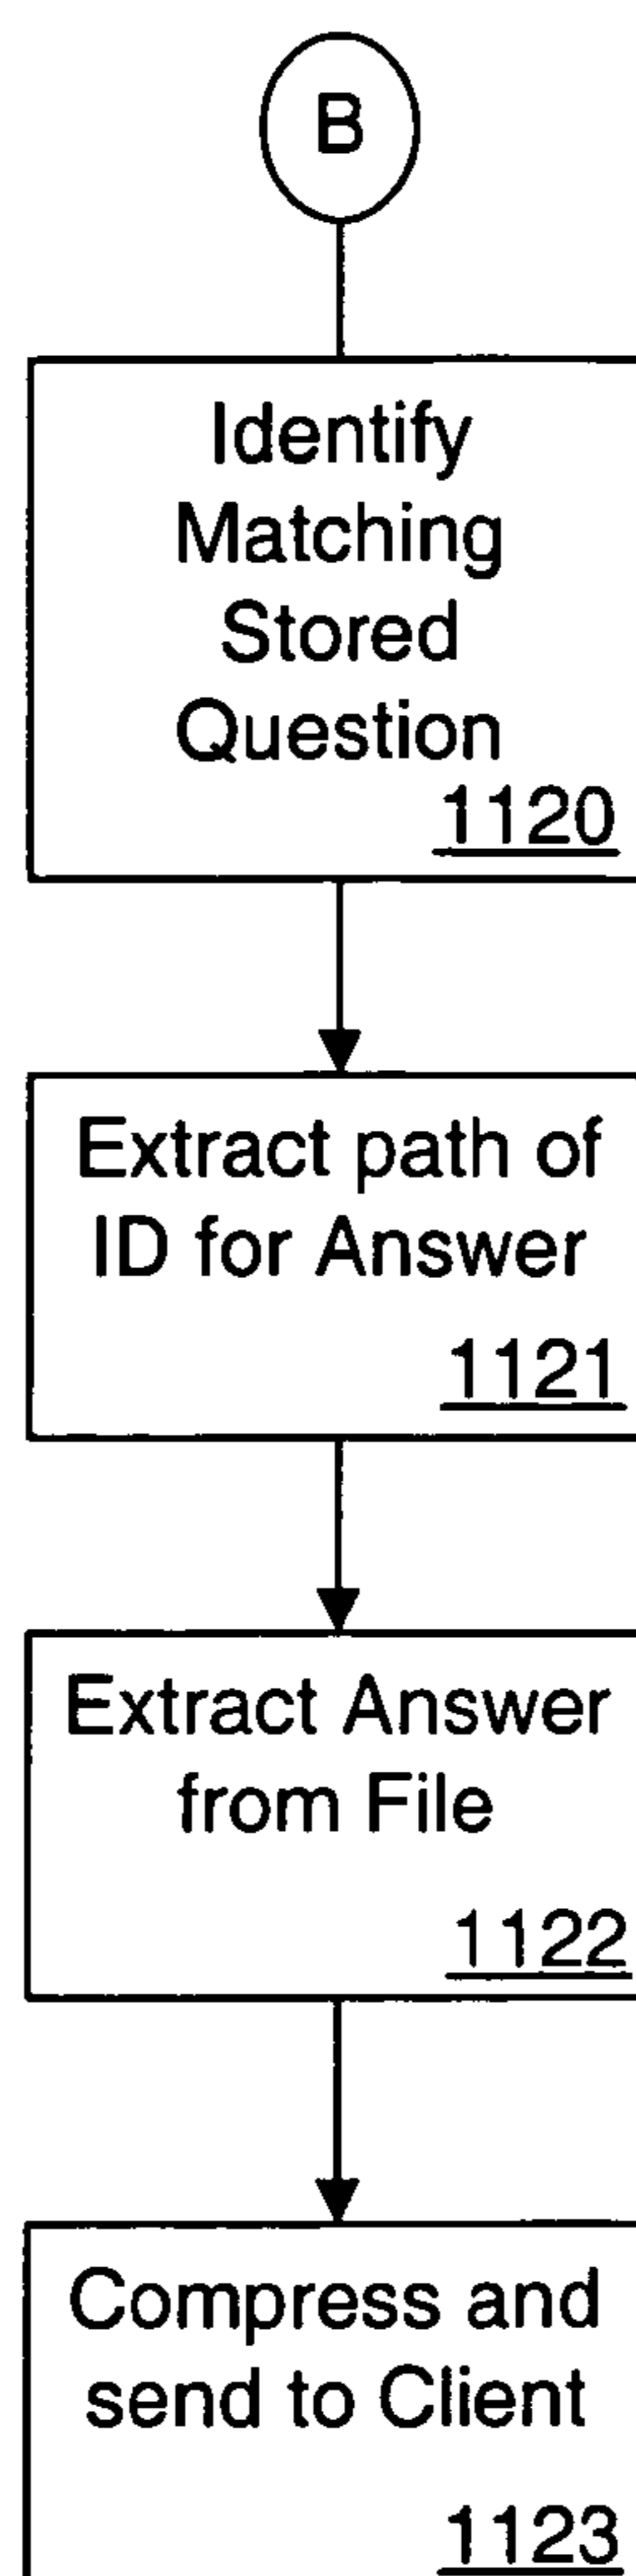 B
Identify
Matching
Stored
Question
1120
Extract path of
ID for Answer
1121
Extract Answer
from File
1122
Compress and
send to Client
1123